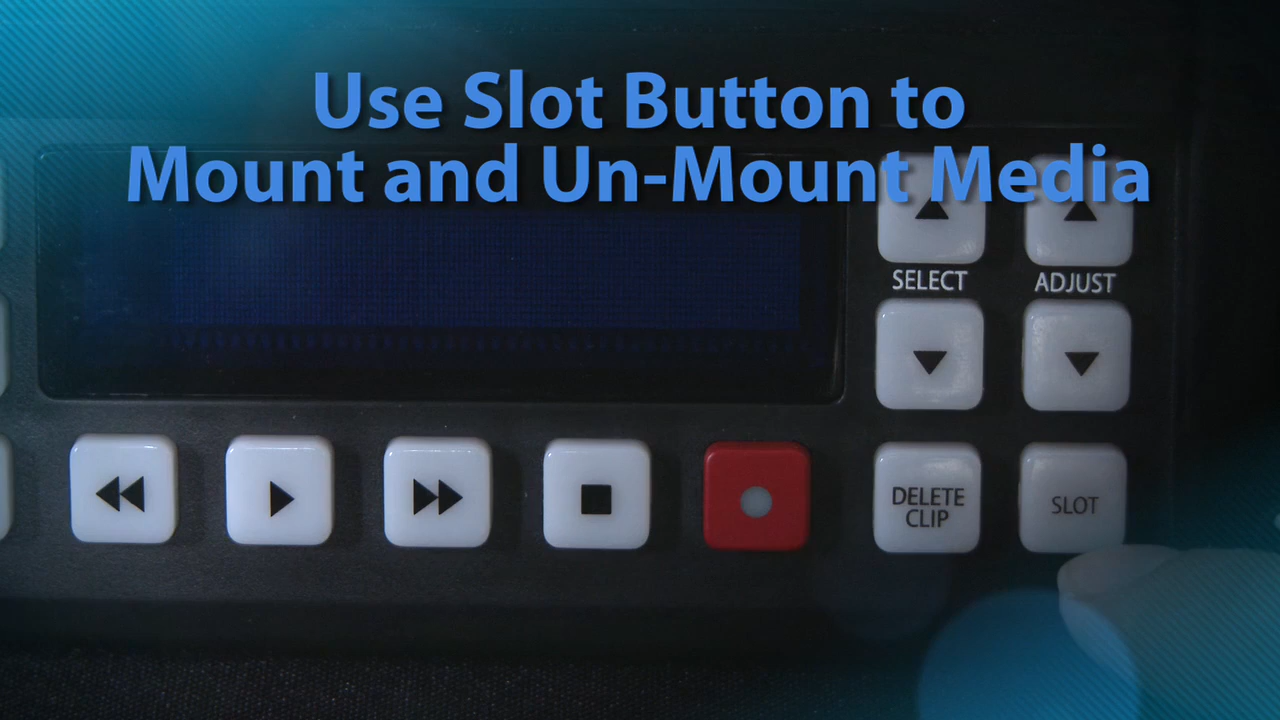 Use Slot Button to
Mount and Un-Mount Media
SELECT
ADJUST
DELETE
CLIP
SLOT